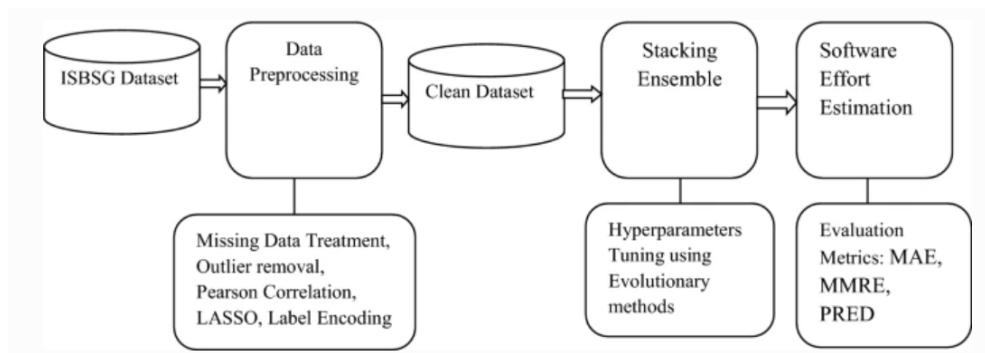 ISBSG Dataset
Data
Preprocessing
Clean Dataset
Stacking
Ensemble
Software
Effort
Estimation
Missing Data Treatment,
Outlier removal,
Pearson Correlation,
LASSO, Label Encoding
Hyperparameters
Tuning using
Evolutionary
methods
Evaluation
Metrics: MAE,
MMRE,
PRED